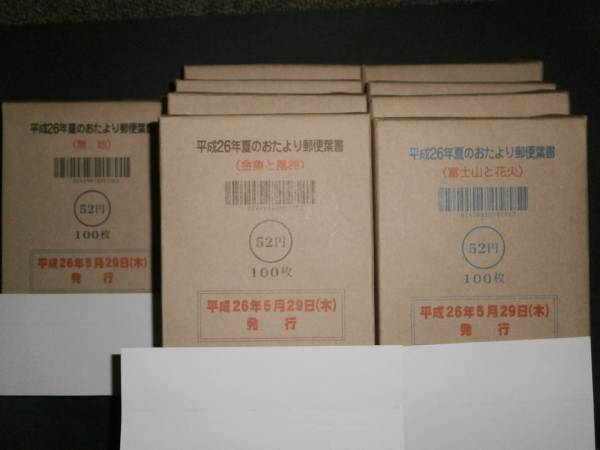 平成26年夏のおたより郵便葉書
(無地)
52円
100枚
平成26年5月29日(木)
発行
平成26年夏のおたより郵便葉書
(金魚と風鈴)
52円
100枚
平成26年5月29日(木)
発行
平成26年夏のおたより郵便葉書
(富士山と花火)
52円
100枚
平成26年5月29日(木)
発行